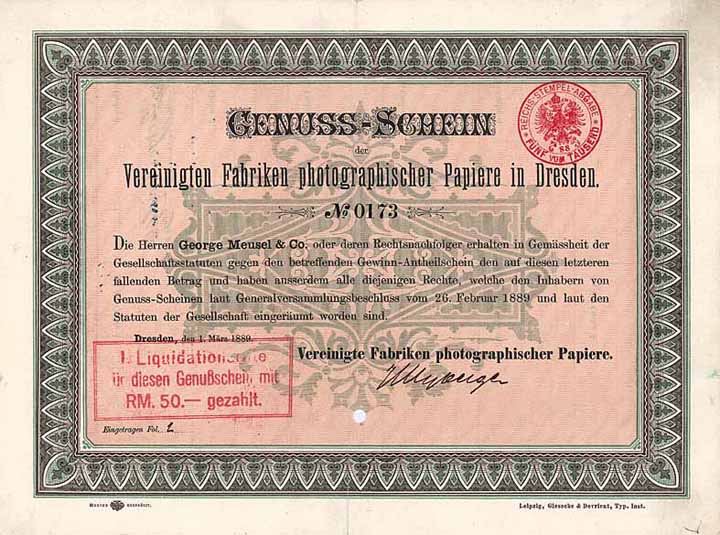 GENUSS-SCHEIN
der
Vereinigten Fabriken photographischer Papiere in Dresden.
No 0173
REICHS-STEMPEL-ABGABE
FÜNF VOM TAUSEND
Die Herren George Meusel & Co. oder deren Rechtsnachfolger erhalten in Gemässheit der
Gesellschaftsstatuten gegen den betreffenden Gewinn-Antheilschein den auf diesen letzteren
fallenden Betrag und haben ausserdem alle diejenigen Rechte, welche den Inhabern von
Genuss-Scheinen laut Generalversammlungsbeschluss vom 26. Februar 1889 und laut den
Statuten der Gesellschaft eingeräumt worden sind.
Dresden, den 1. März 1889.
Vereinigte Fabriken photographischer Papiere.
für diesen Genußschein mit
RM. 50.— gezahlt.
Eingetragen Fol. 2
MUSTER GESCHÜTZT.
Leipzig, Giesecke & Devrient, Typ. Inst.